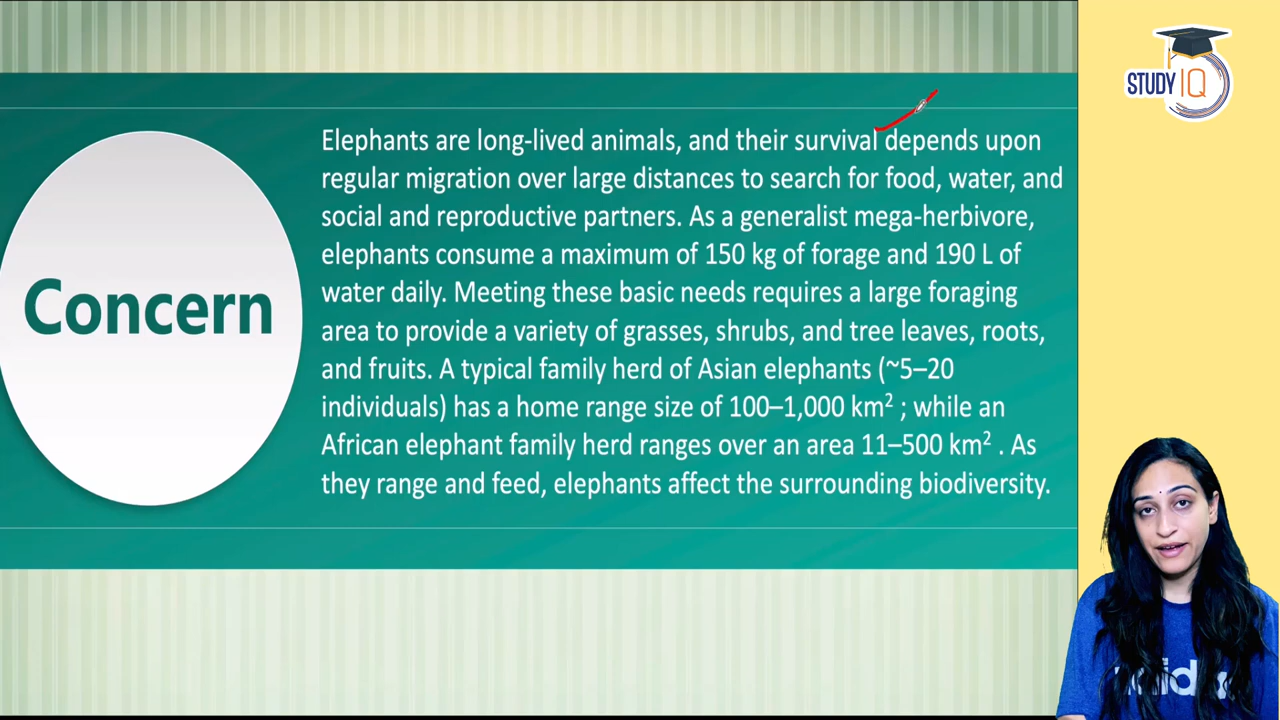 STUDY IQ
Concern
Elephants are long-lived animals, and their survival depends upon
regular migration over large distances to search for food, water, and
social and reproductive partners. As a generalist mega-herbivore,
elephants consume a maximum of 150 kg of forage and 190 L of
water daily. Meeting these basic needs requires a large foraging
area to provide a variety of grasses, shrubs, and tree leaves, roots,
and fruits. A typical family herd of Asian elephants (~5–20
individuals) has a home range size of 100–1,000 km² ; while an
African elephant family herd ranges over an area 11–500 km² . As
they range and feed, elephants affect the surrounding biodiversity.